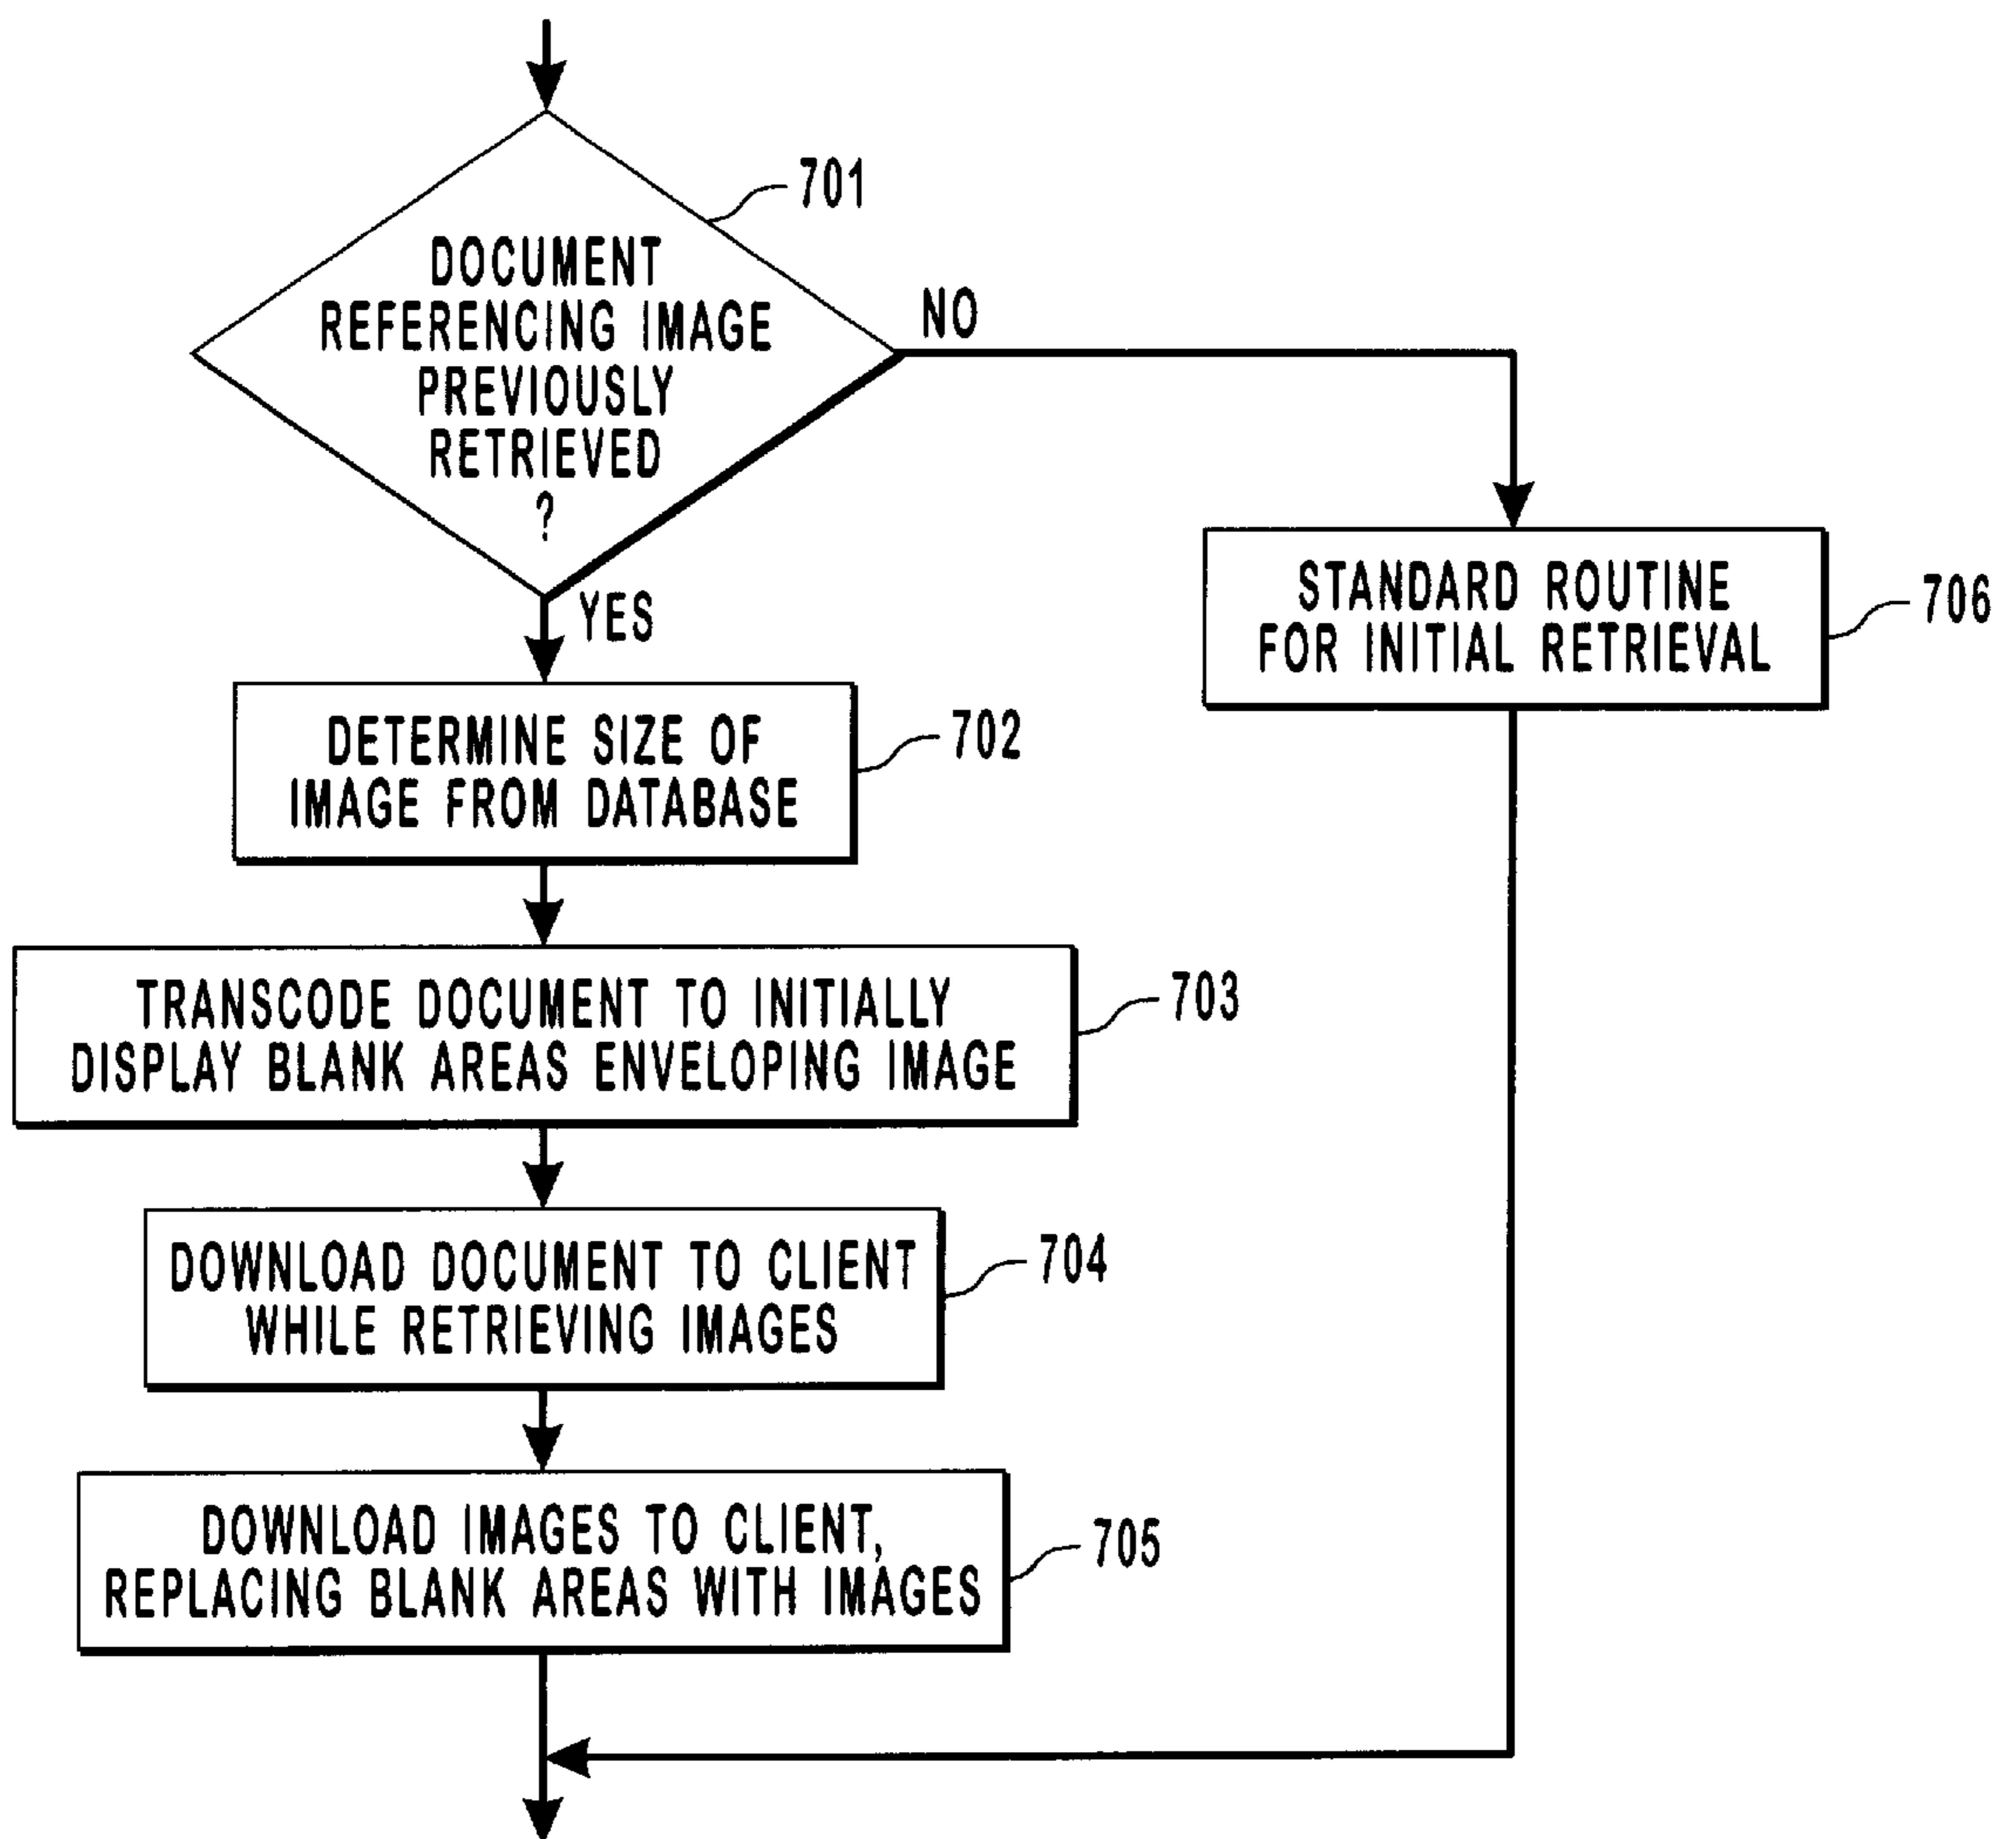 701
DOCUMENT
REFERENCING IMAGE
PREVIOUSLY
RETRIEVED
?
NO
YES
STANDARD ROUTINE
FOR INITIAL RETRIEVAL
706
DETERMINE SIZE OF
IMAGE FROM DATABASE
702
TRANSCODE DOCUMENT TO INITIALLY
DISPLAY BLANK AREAS ENVELOPING IMAGE
703
DOWNLOAD DOCUMENT TO CLIENT
WHILE RETRIEVING IMAGES
704
DOWNLOAD IMAGES TO CLIENT,
REPLACING BLANK AREAS WITH IMAGES
705